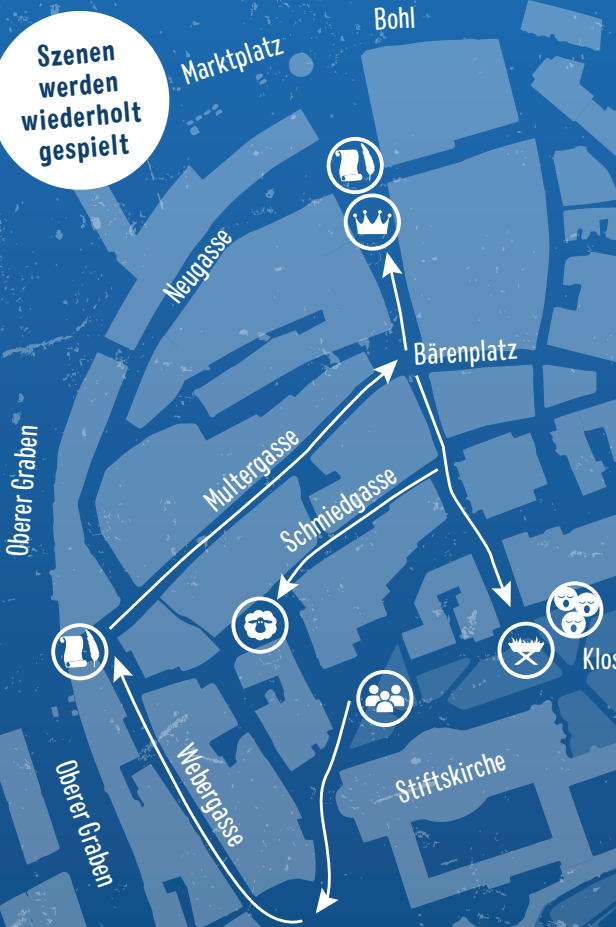 Bohl
Szenen
werden
wiederholt
gespielt
Marktplatz
Neugasse
Bärenplatz
Oberer Graben
Multergasse
Schmiedgasse
Klos
Webergasse
Stiftskirche
Oberer Graben